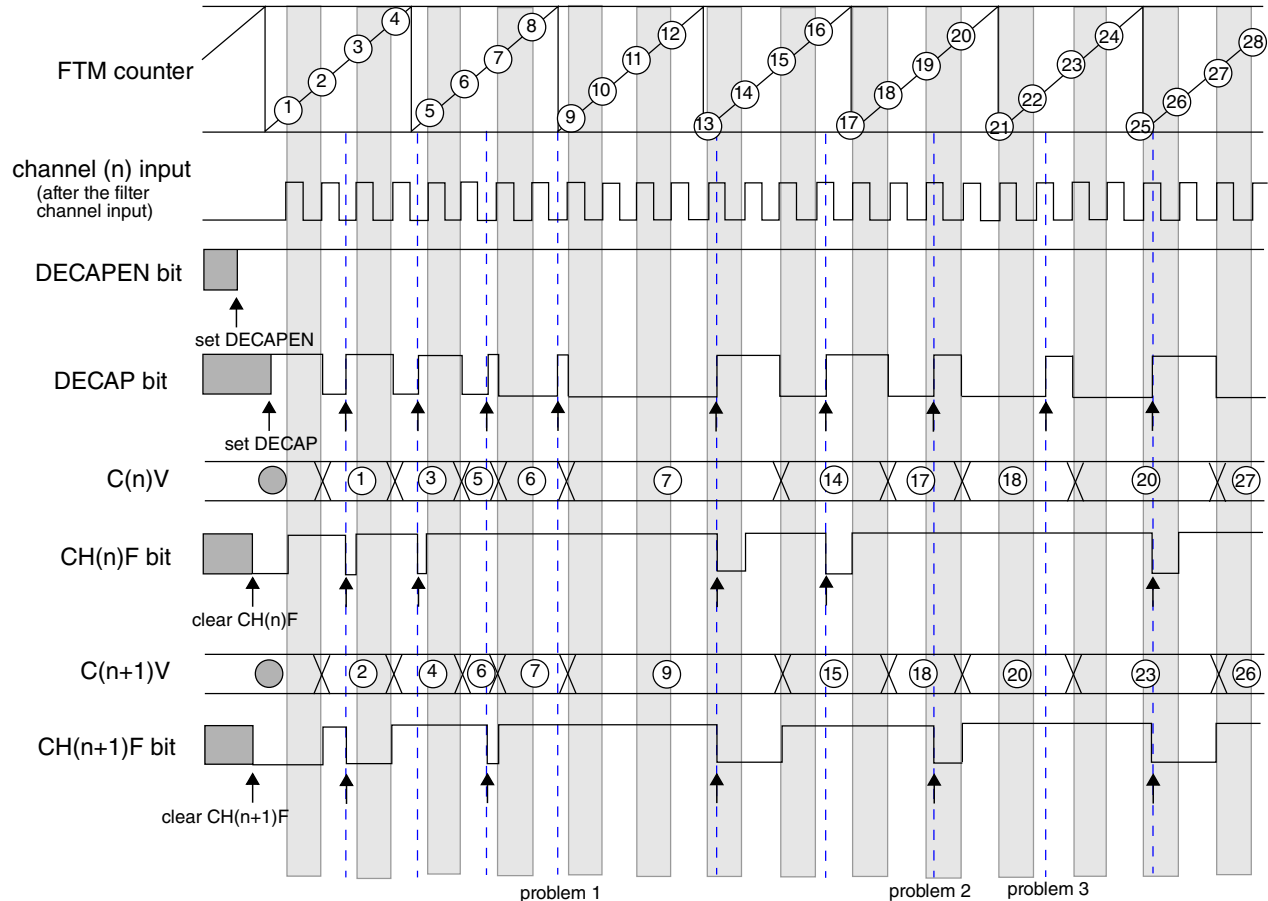 1 2 3 4 5 6 7 8 9 10 11 12 13 14 15 16 17 18 19 20 21 22 23 24 25 26 27 28
FTM counter
channel (n) input
(after the filter
channel input)
DECAPEN bit
set DECAPEN
DECAP bit
set DECAP
C(n)V 1 3 5 6 7 14 17 18 20 27
CH(n)F bit
clear CH(n)F
C(n+1)V 2 4 6 7 9 15 18 20 23 26
CH(n+1)F bit
clear CH(n+1)F
problem 1 problem 2 problem 3